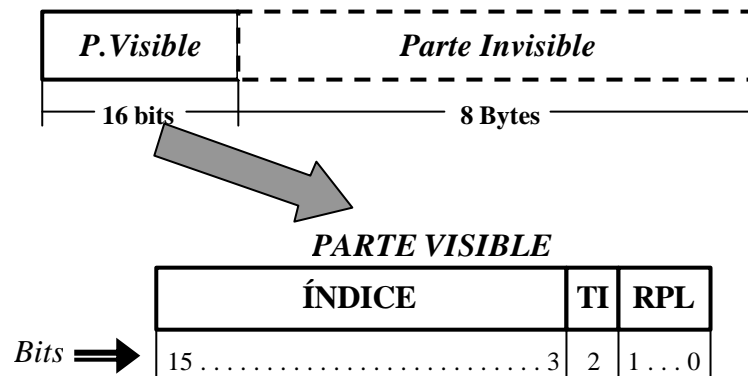 P.Visible Parte Invisible
16 bits 8 Bytes
PARTE VISIBLE
ÍNDICE TI RPL
Bits 15 . . . . . . . . . . . . . . . . . . . . . . . . . 3 2 1 . . . 0